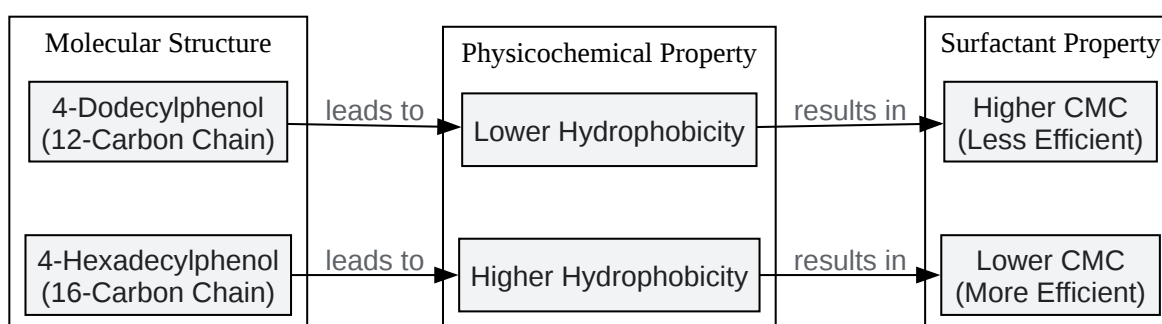 Molecular Structure
Physicochemical Property
Surfactant Property
4-Dodecylphenol
(12-Carbon Chain)
leads to
Lower Hydrophobicity
results in
Higher CMC
(Less Efficient)
4-Hexadecylphenol
(16-Carbon Chain)
leads to
Higher Hydrophobicity
results in
Lower CMC
(More Efficient)